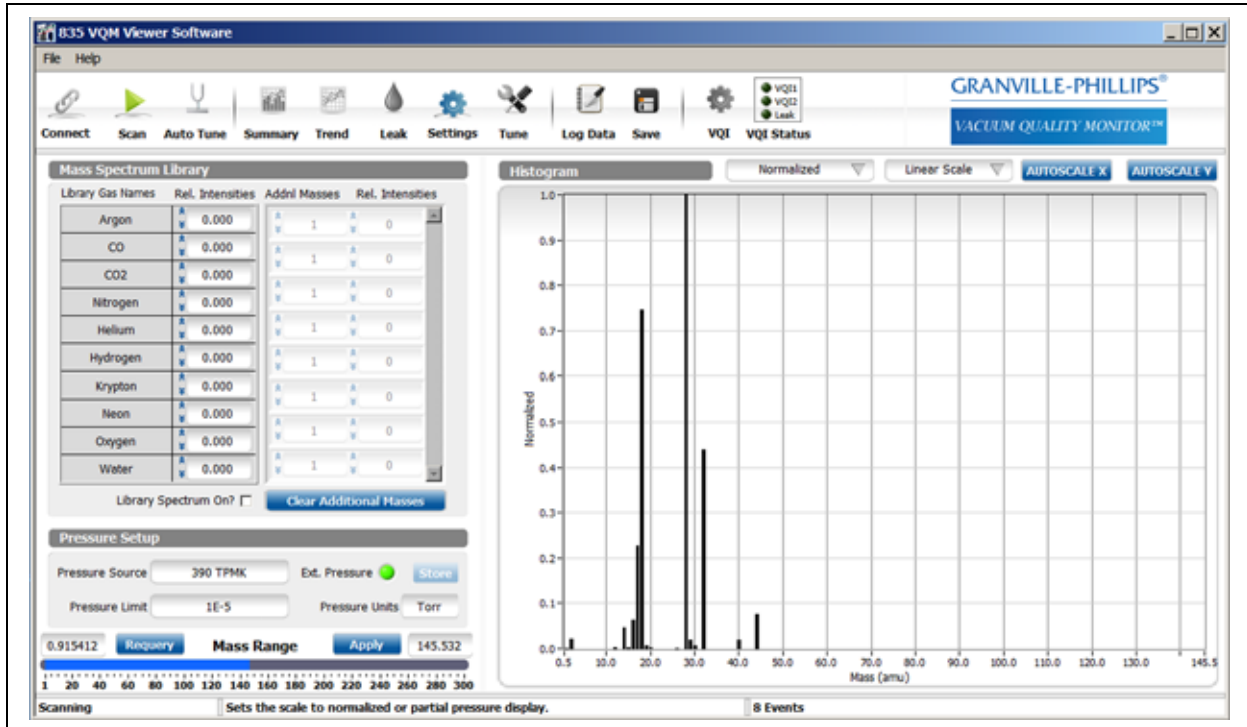 835 VQM Viewer Software
File Help
Connect Scan Auto Tune Summary Trend Leak Settings Tune Log Data Save VQI VQI Status
VQI1
VQI2
Leak
GRANVILLE-PHILLIPS®
VACUUM QUALITY MONITOR™
Mass Spectrum Library
Library Gas Names Rel. Intensities Addnl Masses Rel. Intensities
Argon 0.000 1 0
CO 0.000 1 0
CO2 0.000 1 0
Nitrogen 0.000 1 0
Helium 0.000 1 0
Hydrogen 0.000 1 0
Krypton 0.000 1 0
Neon 0.000 1 0
Oxygen 0.000
Water 0.000
Library Spectrum On? Clear Additional Masses
Pressure Setup
Pressure Source 390 TPMK Ext. Pressure Store
Pressure Limit 1E-5 Pressure Units Torr
0.915412 Requery Mass Range Apply 145.532
1 20 40 60 80 100 120 140 160 180 200 220 240 260 280 300
Histogram Normalized Linear Scale AUTOSCALE X AUTOSCALE Y
Normalized
1.0
0.9
0.8
0.7
0.6
0.5
0.4
0.3
0.2
0.1
0.0
0.5 10.0 20.0 30.0 40.0 50.0 60.0 70.0 80.0 90.0 100.0 110.0 120.0 130.0 145.5
Mass (amu)
Scanning Sets the scale to normalized or partial pressure display. 8 Events